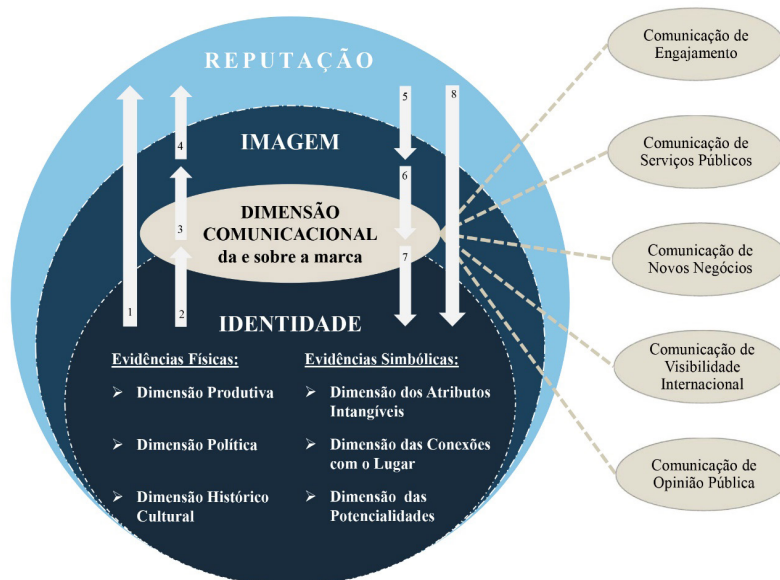 REPUTAÇÃO
5
8
4
IMAGEM
6
3
DIMENSÃO
COMUNICACIONAL
da e sobre a marca
7
1
2
IDENTIDADE
Evidências Físicas:
➢ Dimensão Produtiva
➢ Dimensão Política
➢ Dimensão Histórico
Cultural
Evidências Simbólicas:
➢ Dimensão dos Atributos
Intangíveis
➢ Dimensão das Conexões
com o Lugar
➢ Dimensão das
Potencialidades
Comunicação de
Engajamento
Comunicação de
Serviços Públicos
Comunicação de
Novos Negócios
Comunicação de
Visibilidade
Internacional
Comunicação de
Opinião Pública